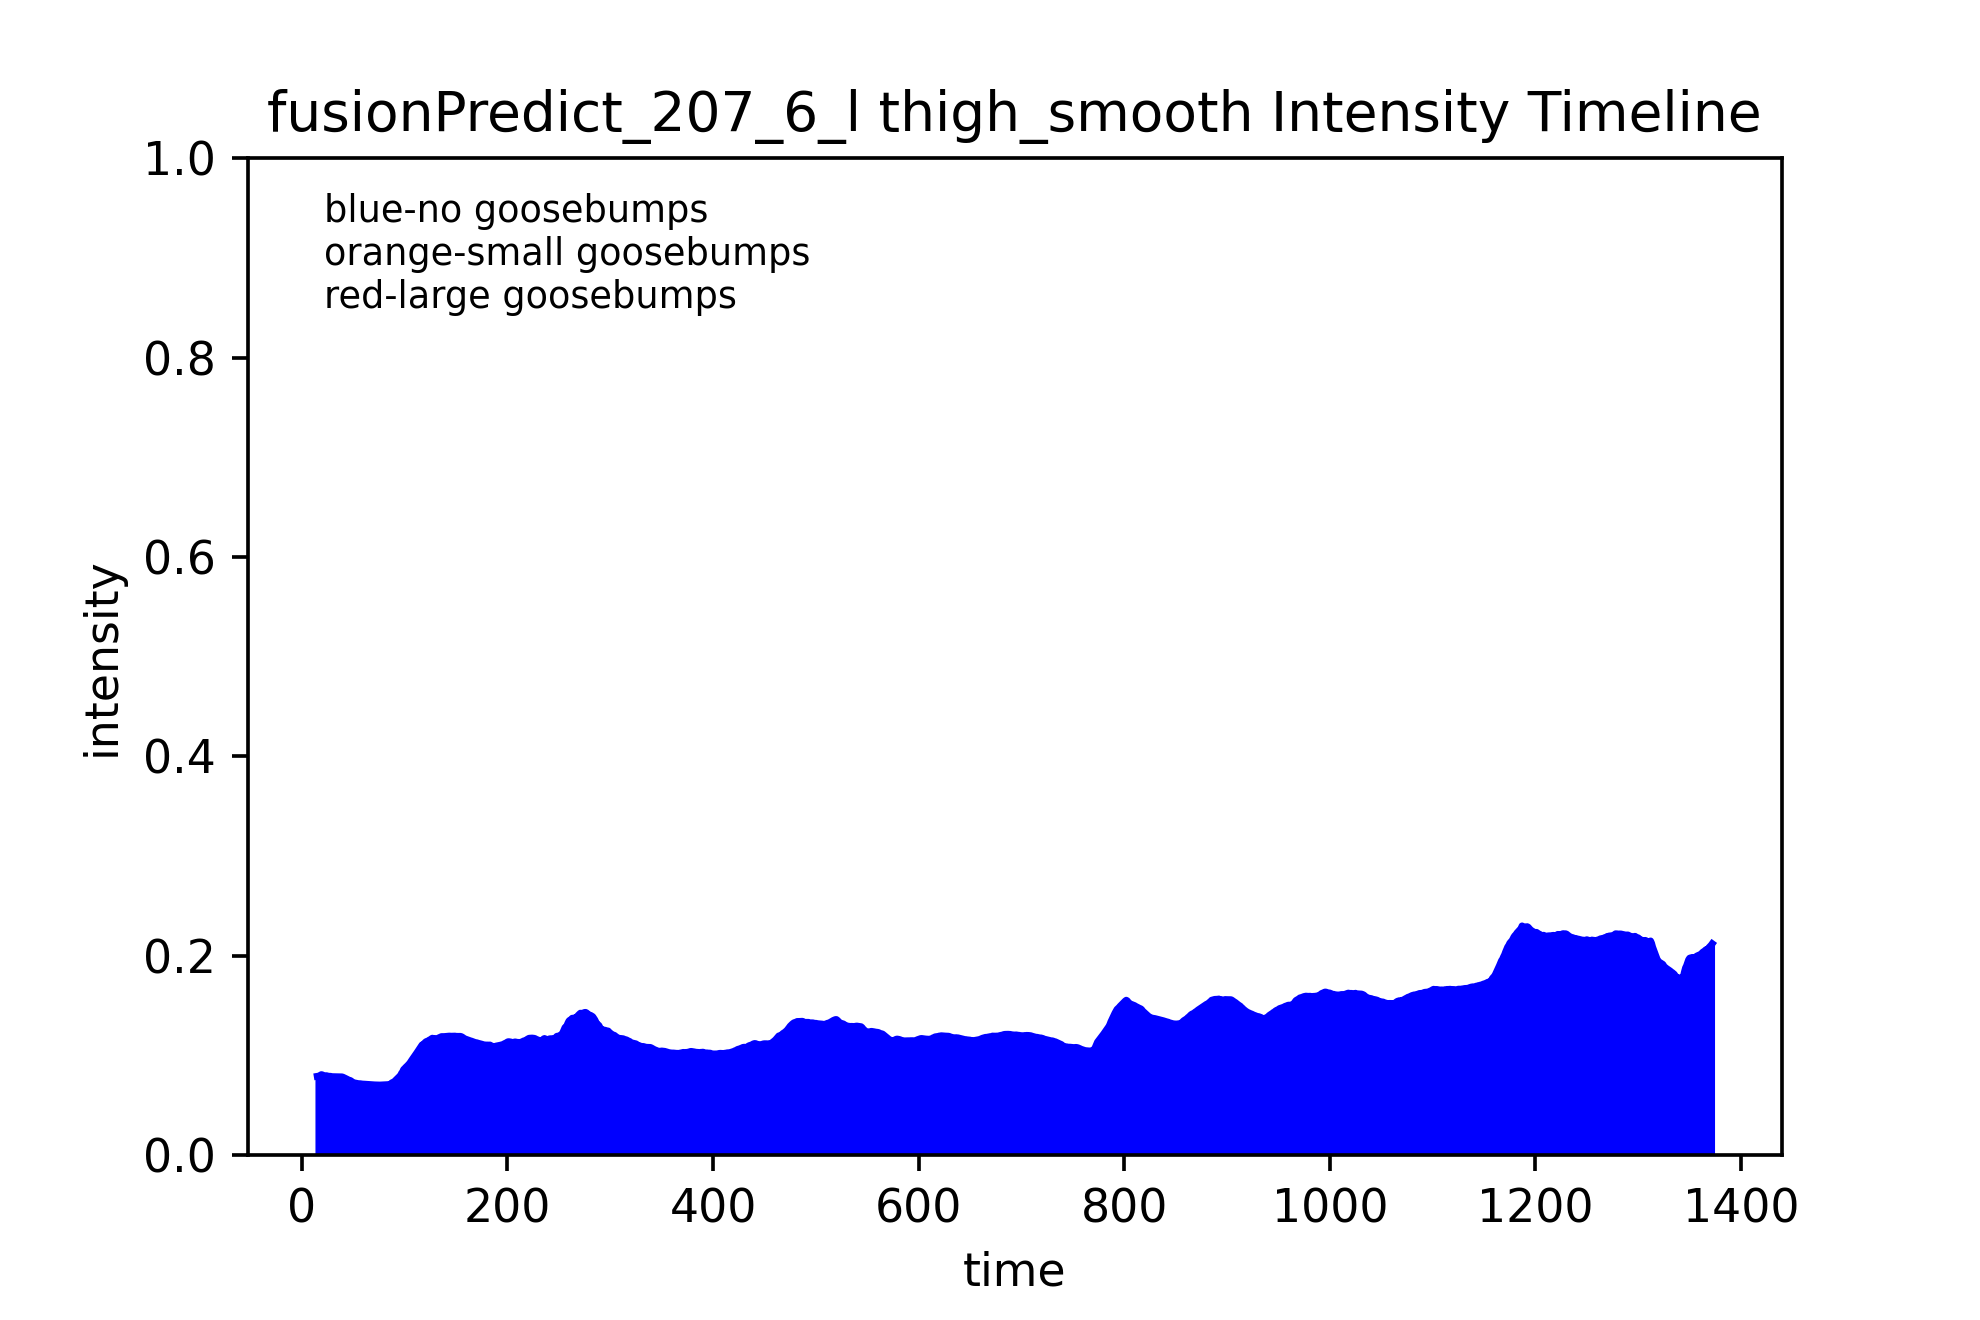 fusionPredict_207_6_l thigh_smooth Intensity Timeline
1.0
blue-no goosebumps
orange-small goosebumps
red-large goosebumps
0.8
0.6
0.4
0.2
0.0
intensity
0 200 400 600 800 1000 1200 1400
time